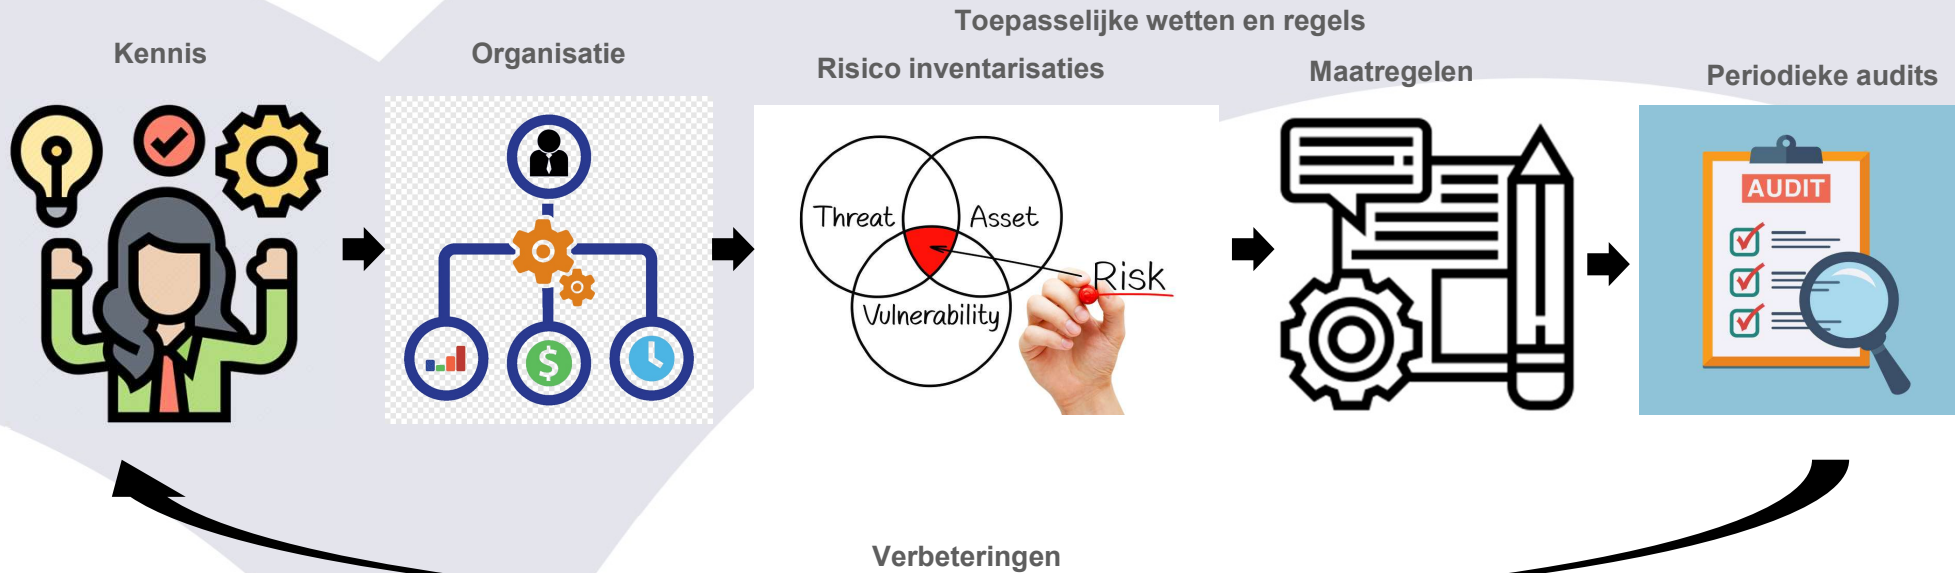 Toepasselijke wetten en regels
Kennis
Organisatie
Risico inventarisaties
Maatregelen
Periodieke audits
Threat
Asset
Vulnerability
Risk
AUDIT
$
Verbeteringen